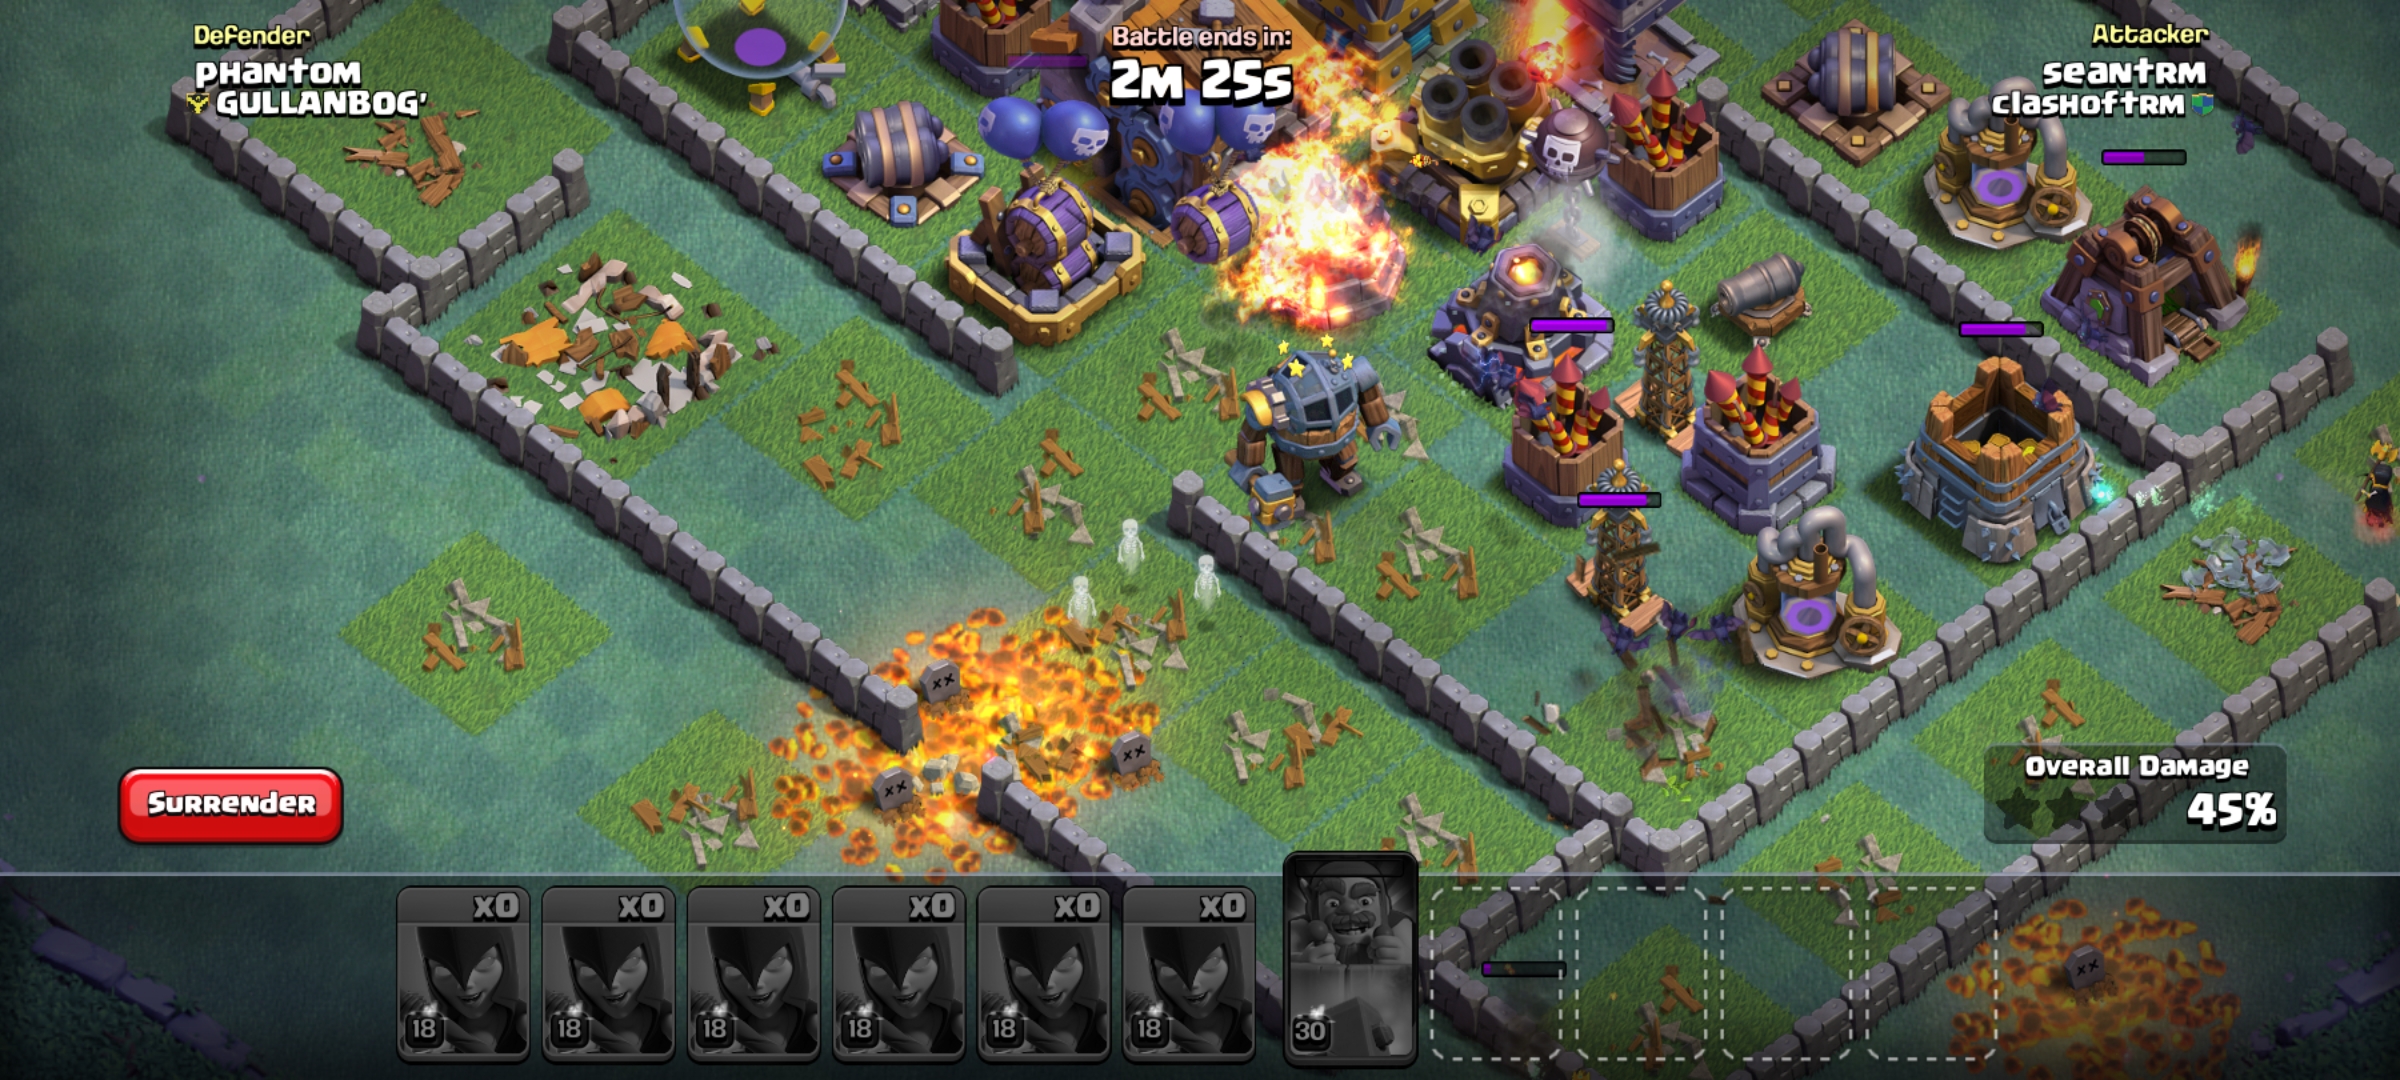 Defender
PHANTOM
GULLANBOG'
Battle ends in:
2M 25S
Attacker
seantRM
clashoftRM
Surrender
Overall Damage
45%
x0
x0
x0
x0
x0
x0
18
18
18
18
18
18
30